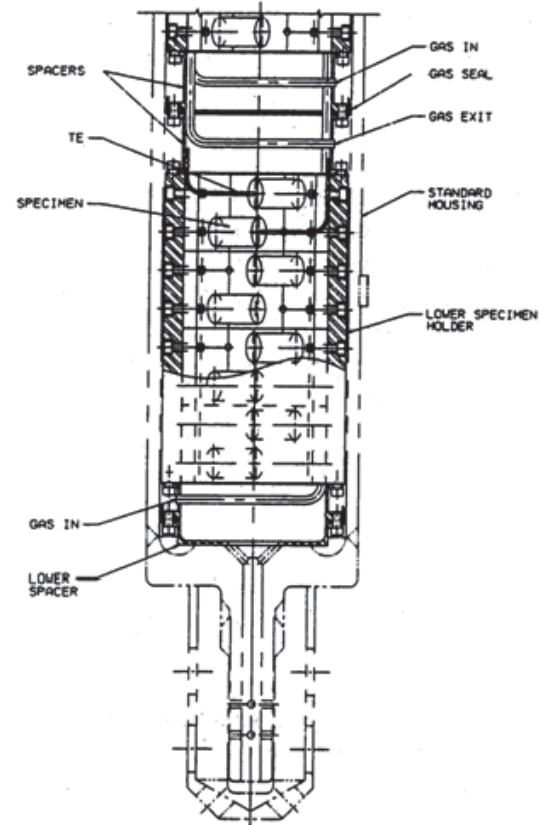 GAS IN
SPACERS
GAS SEAL
GAS EXIT
TE
STANDARD
HOUSING
SPECIMEN
LOWER SPECIMEN
HOLDER
GAS IN
LOWER
SPACER